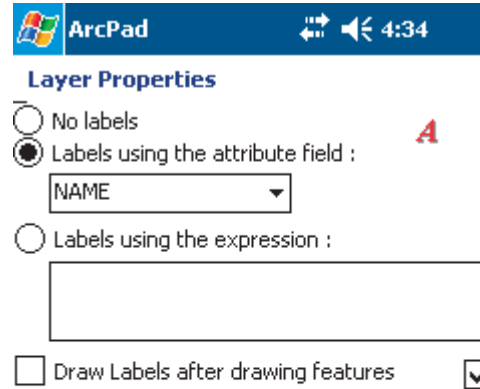 ArcPad 4:34
Layer Properties
No labels
A
Labels using the attribute field :
NAME
Labels using the expression :
Draw Labels after drawing features